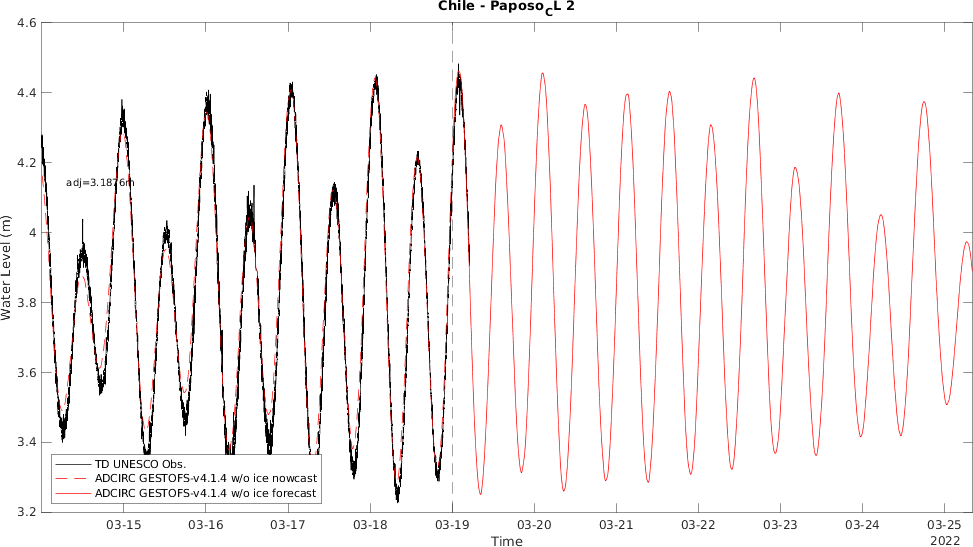 Chile - PaposoCL 2
4.6
4.4
4.2
4
3.8
3.6
3.4
3.2
Water Level (m)
adj=3.1876m
TD UNESCO Obs.
ADCIRC GESTOFS-v4.1.4 w/o ice nowcast
ADCIRC GESTOFS-v4.1.4 w/o ice forecast
03-15 03-16 03-17 03-18 03-19 03-20 03-21 03-22 03-23 03-24 03-25
Time 2022